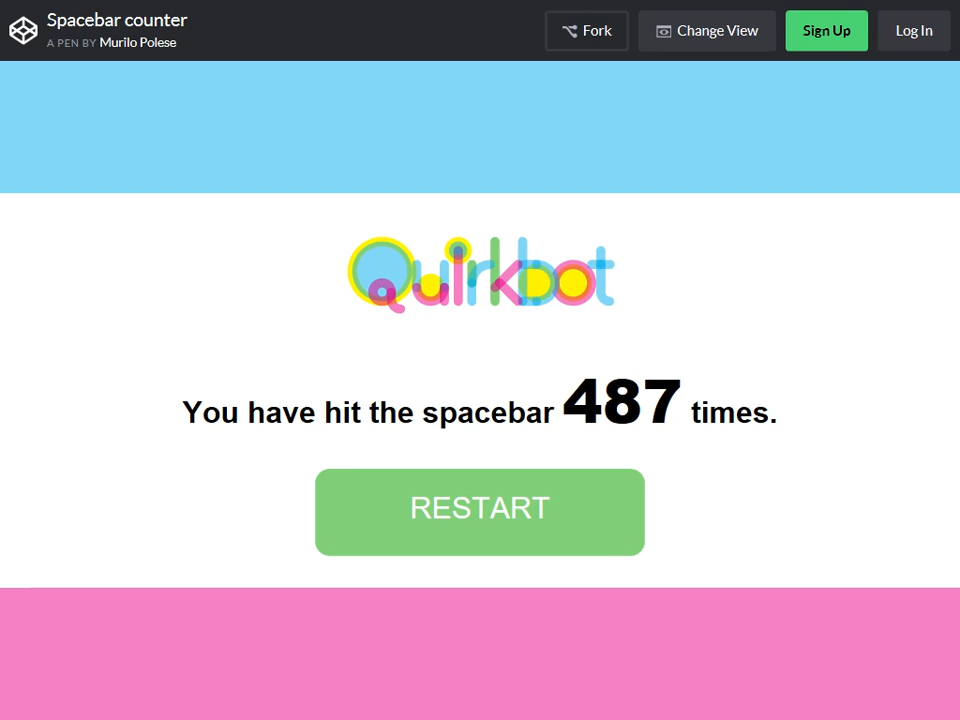 Spacebar counter
A PEN BY Murilo Polese
Fork
Change View
Sign Up
Log In
Quirkbot
You have hit the spacebar 487 times.
RESTART